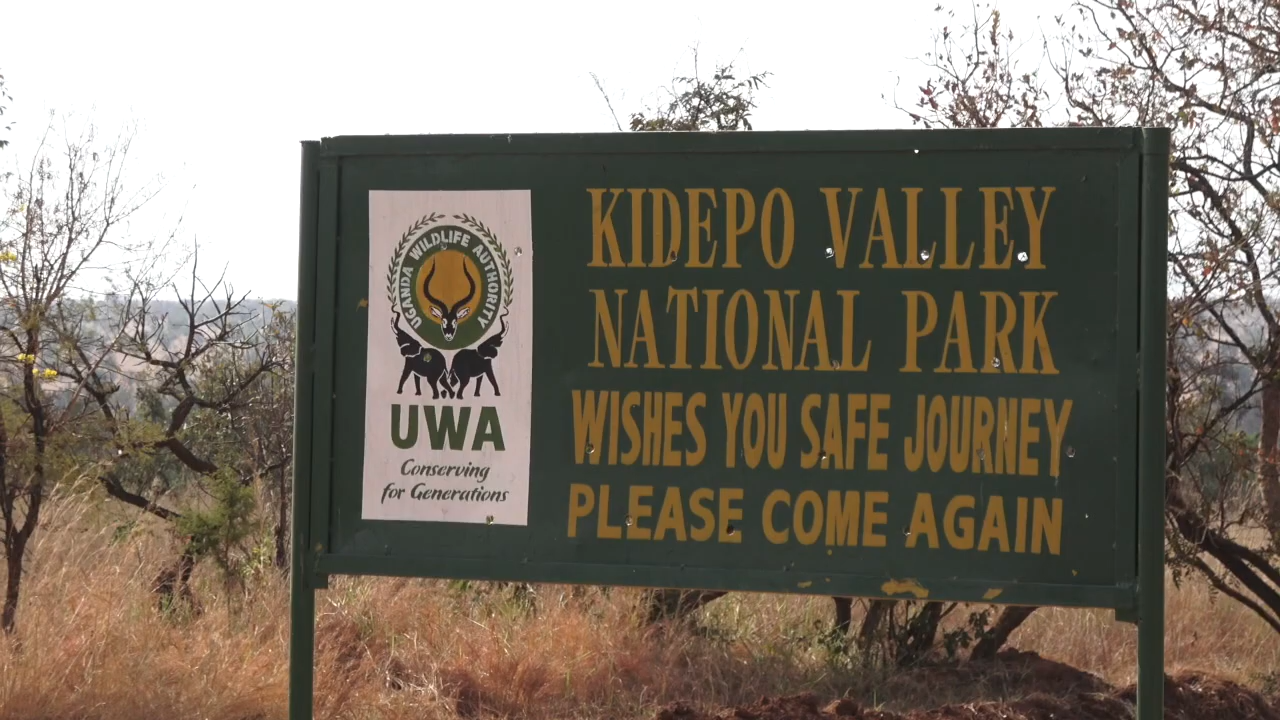 UGANDA WILDLIFE AUTHORITY
UWA
Conserving
for Generations
KIDEPO VALLEY
NATIONAL PARK
WISHES YOU SAFE JOURNEY
PLEASE COME AGAIN